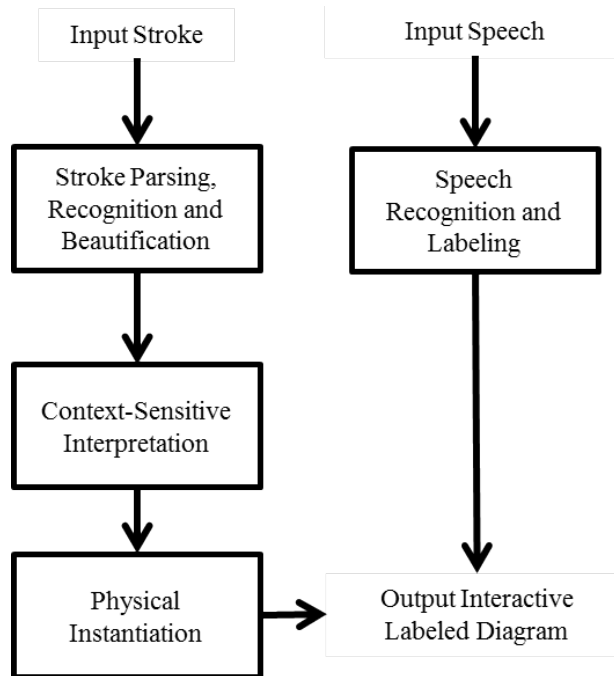 Input Stroke
Input Speech
Stroke Parsing,
Recognition and
Beautification
Speech
Recognition and
Labeling
Context-Sensitive
Interpretation
Physical
Instantiation
Output Interactive
Labeled Diagram